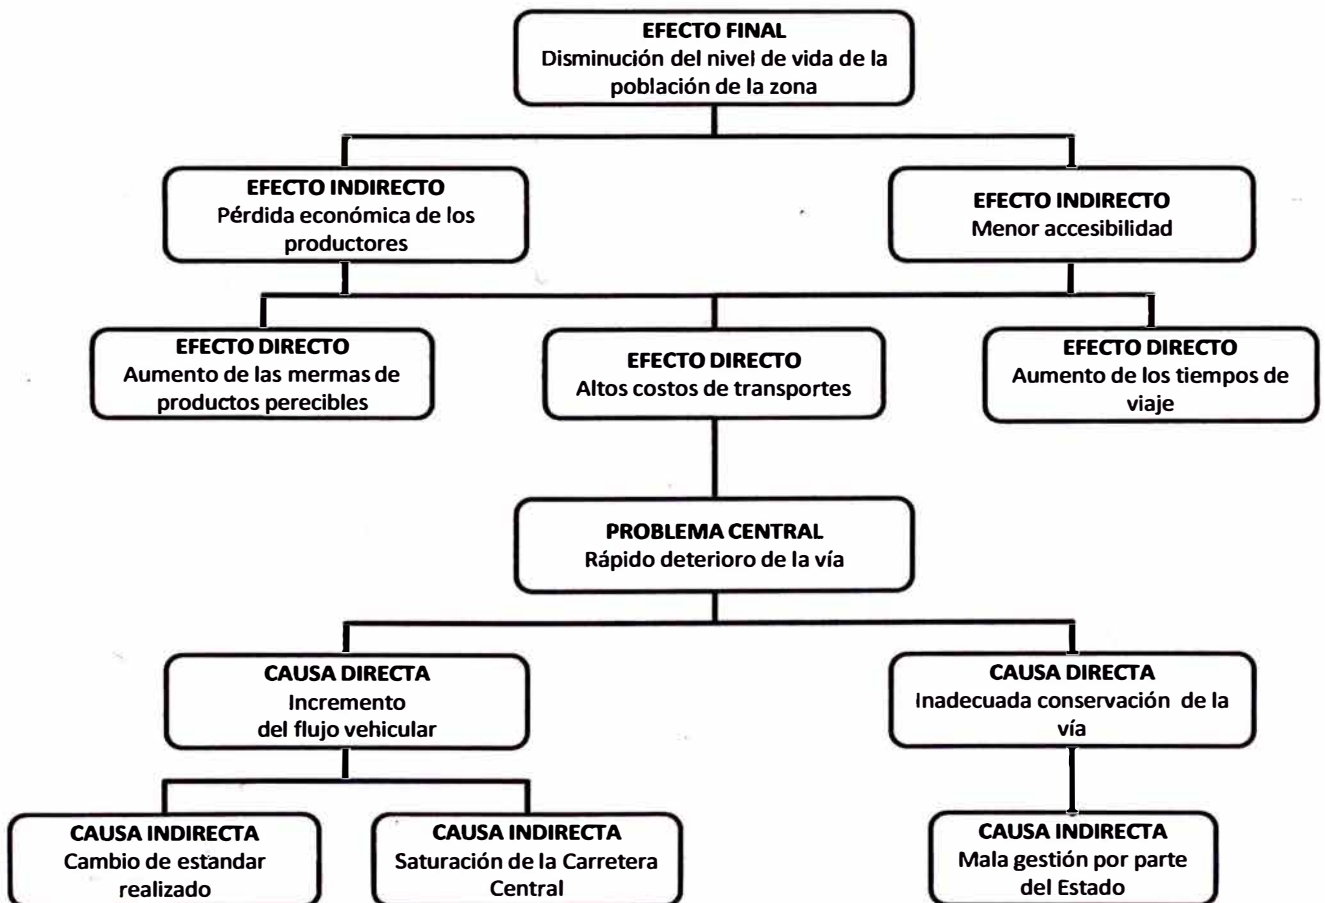 EFECTO FINAL
Disminución del nivel de vida de la
población de la zona
EFECTO INDIRECTO
Pérdida económica de los
productores
EFECTO INDIRECTO
Menor accesibilidad
EFECTO DIRECTO
Aumento de las mermas de
productos perecibles
EFECTO DIRECTO
Altos costos de transportes
EFECTO DIRECTO
Aumento de los tiempos de
viaje
PROBLEMA CENTRAL
Rápido deterioro de la vía
CAUSA DIRECTA
Incremento
del flujo vehicular
CAUSA DIRECTA
Inadecuada conservación de la
vía
CAUSA INDIRECTA
Cambio de estandar
realizado
CAUSA INDIRECTA
Saturación de la Carretera
Central
CAUSA INDIRECTA
Mala gestión por parte
del Estado